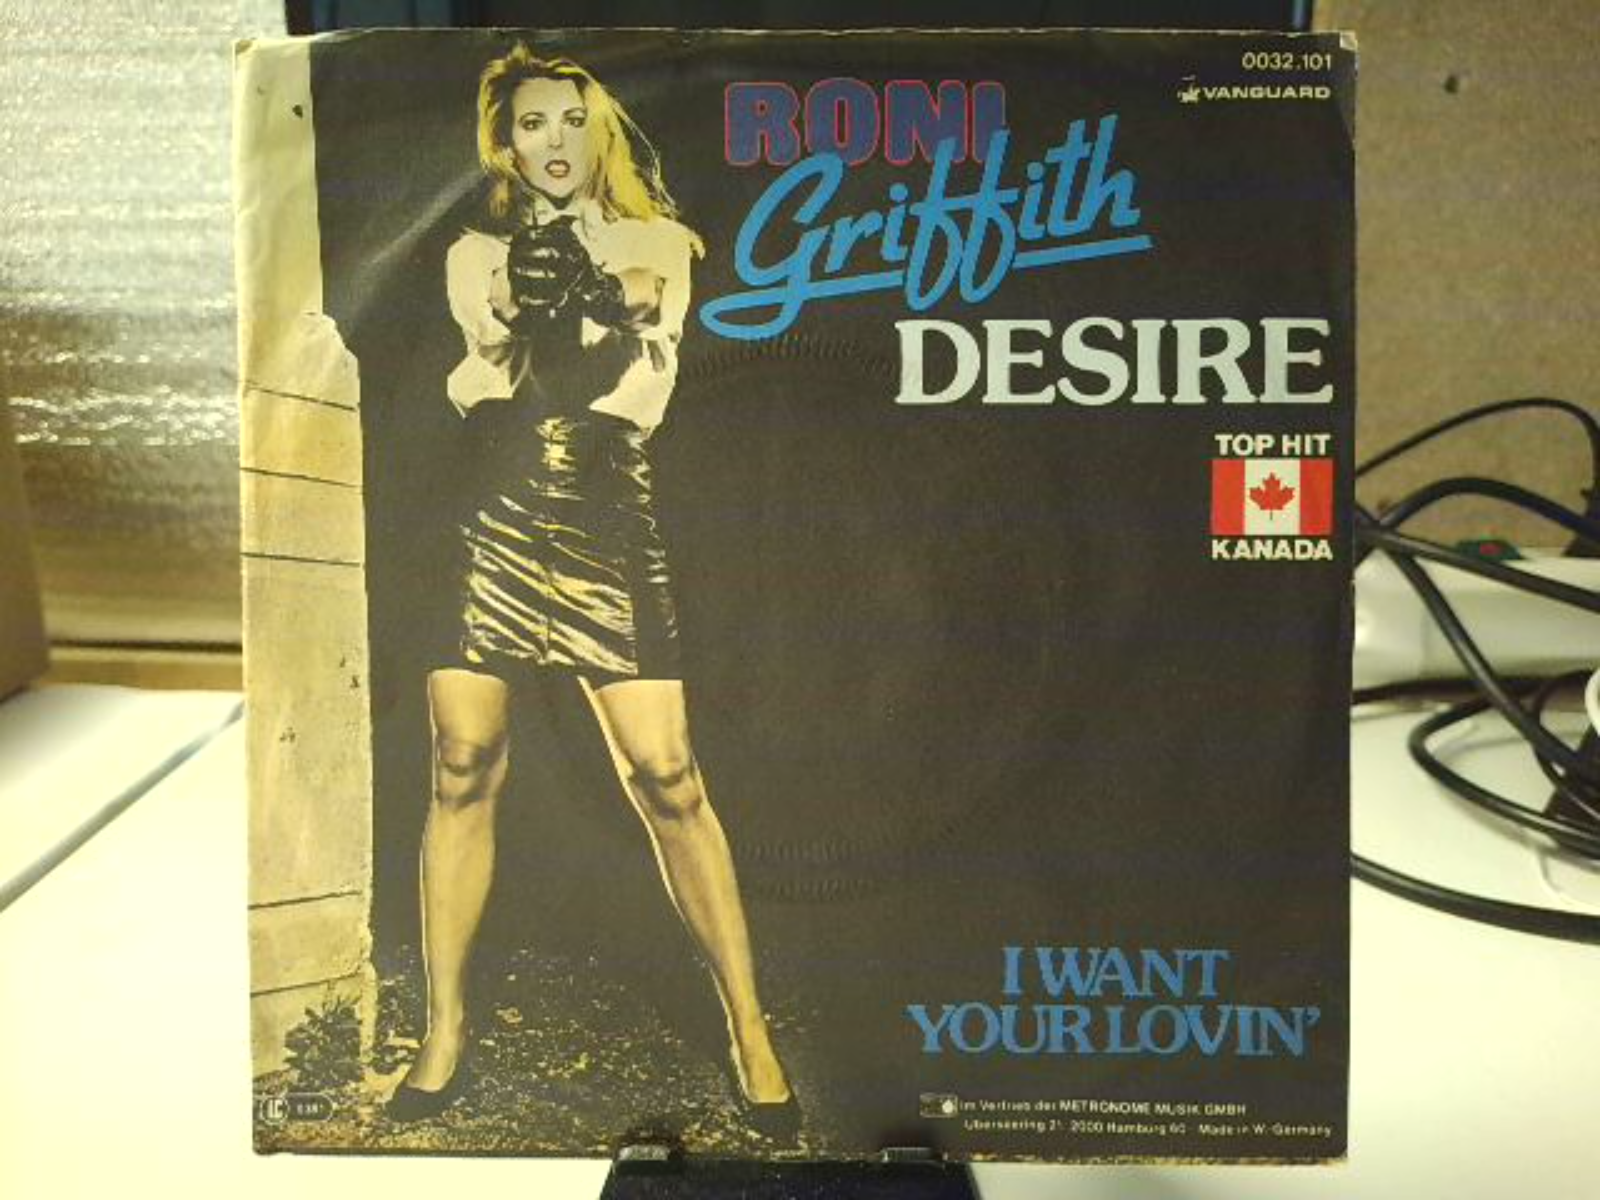 0032.101
VANGUARD
RONI
Griffith
DESIRE
TOP HIT
KANADA
I WANT
YOUR LOVIN'
LC
Im Vertrieb der METRONOME MUSIK GMBH
Überseering 21, 2000 Hamburg 60 · Made in W.-Germany